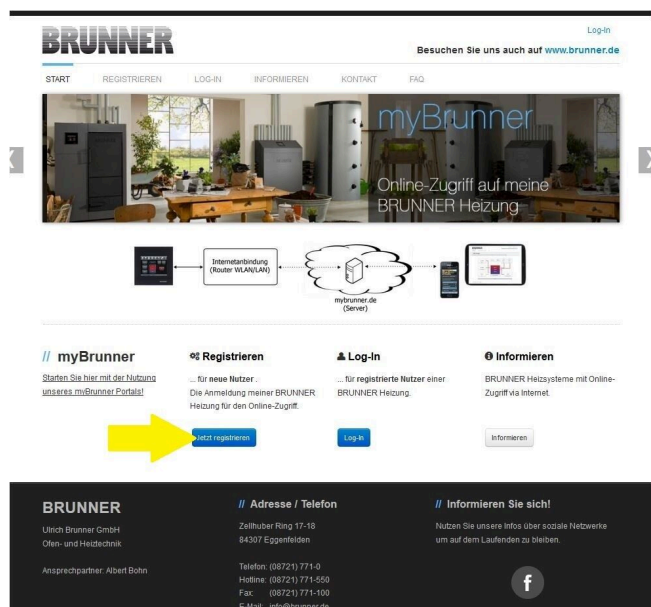 BRUNNER
Log-In
Besuchen Sie uns auch auf www.brunner.de
START REGISTRIEREN LOG-IN INFORMIEREN KONTAKT FAQ
myBrunner
Online-Zugriff auf meine
BRUNNER Heizung
Internetanbindung
(Router WLAN/LAN)
mybrunner.de
(Server)
// myBrunner
Starten Sie hier mit der Nutzung
unseres myBrunner Portals!
Registrieren
... für neue Nutzer .
Die Anmeldung meiner BRUNNER
Heizung für den Online-Zugriff.
Jetzt registrieren
Log-In
... für registrierte Nutzer einer
BRUNNER Heizung.
Log-In
Informieren
BRUNNER Heizsysteme mit Online-
Zugriff via Internet.
Informieren
BRUNNER
Ulrich Brunner GmbH
Ofen- und Heiztechnik
Ansprechpartner: Albert Bohn
// Adresse / Telefon
Zellhuber Ring 17-18
84307 Eggenfelden
Telefon: (08721) 771-0
Hotline: (08721) 771-550
Fax: (08721) 771-100
E-Mail: info@brunner.de
// Informieren Sie sich!
Nutzen Sie unsere Infos über soziale Netzwerke
um auf dem Laufenden zu bleiben.
f